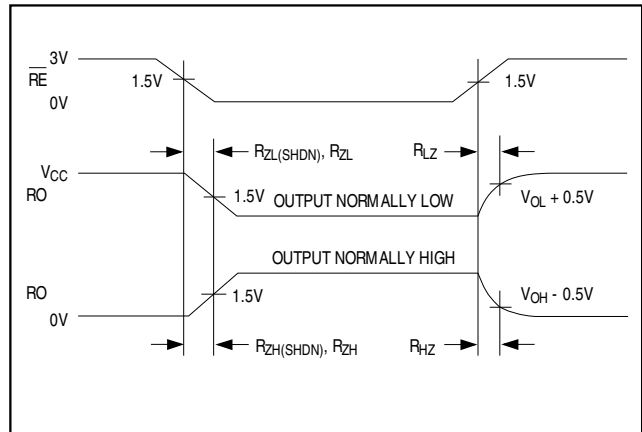 3V
RE
1.5V
1.5V
0V
RZL(SHDN), RZL
RLZ
VCC
RO
1.5V
OUTPUT NORMALLY LOW
VOL + 0.5V
OUTPUT NORMALLY HIGH
RO
1.5V
VOH - 0.5V
0V
RZH(SHDN), RZH
RHZ